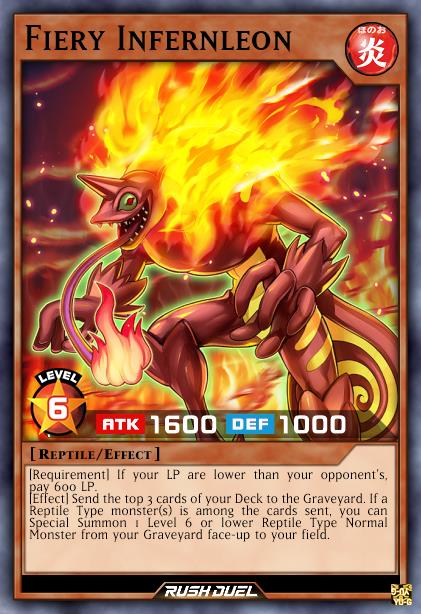 Fiery Infernleon
ほのお
炎
LEVEL
6
ATK 1600 DEF 1000
[ Reptile/Effect ]
[Requirement] If your LP are lower than your opponent's,
pay 600 LP.
[Effect] Send the top 3 cards of your Deck to the Graveyard. If a
Reptile Type monster(s) is among the cards sent, you can
Special Summon 1 Level 6 or lower Reptile Type Normal
Monster from your Graveyard face-up to your field.
RUSH DUEL